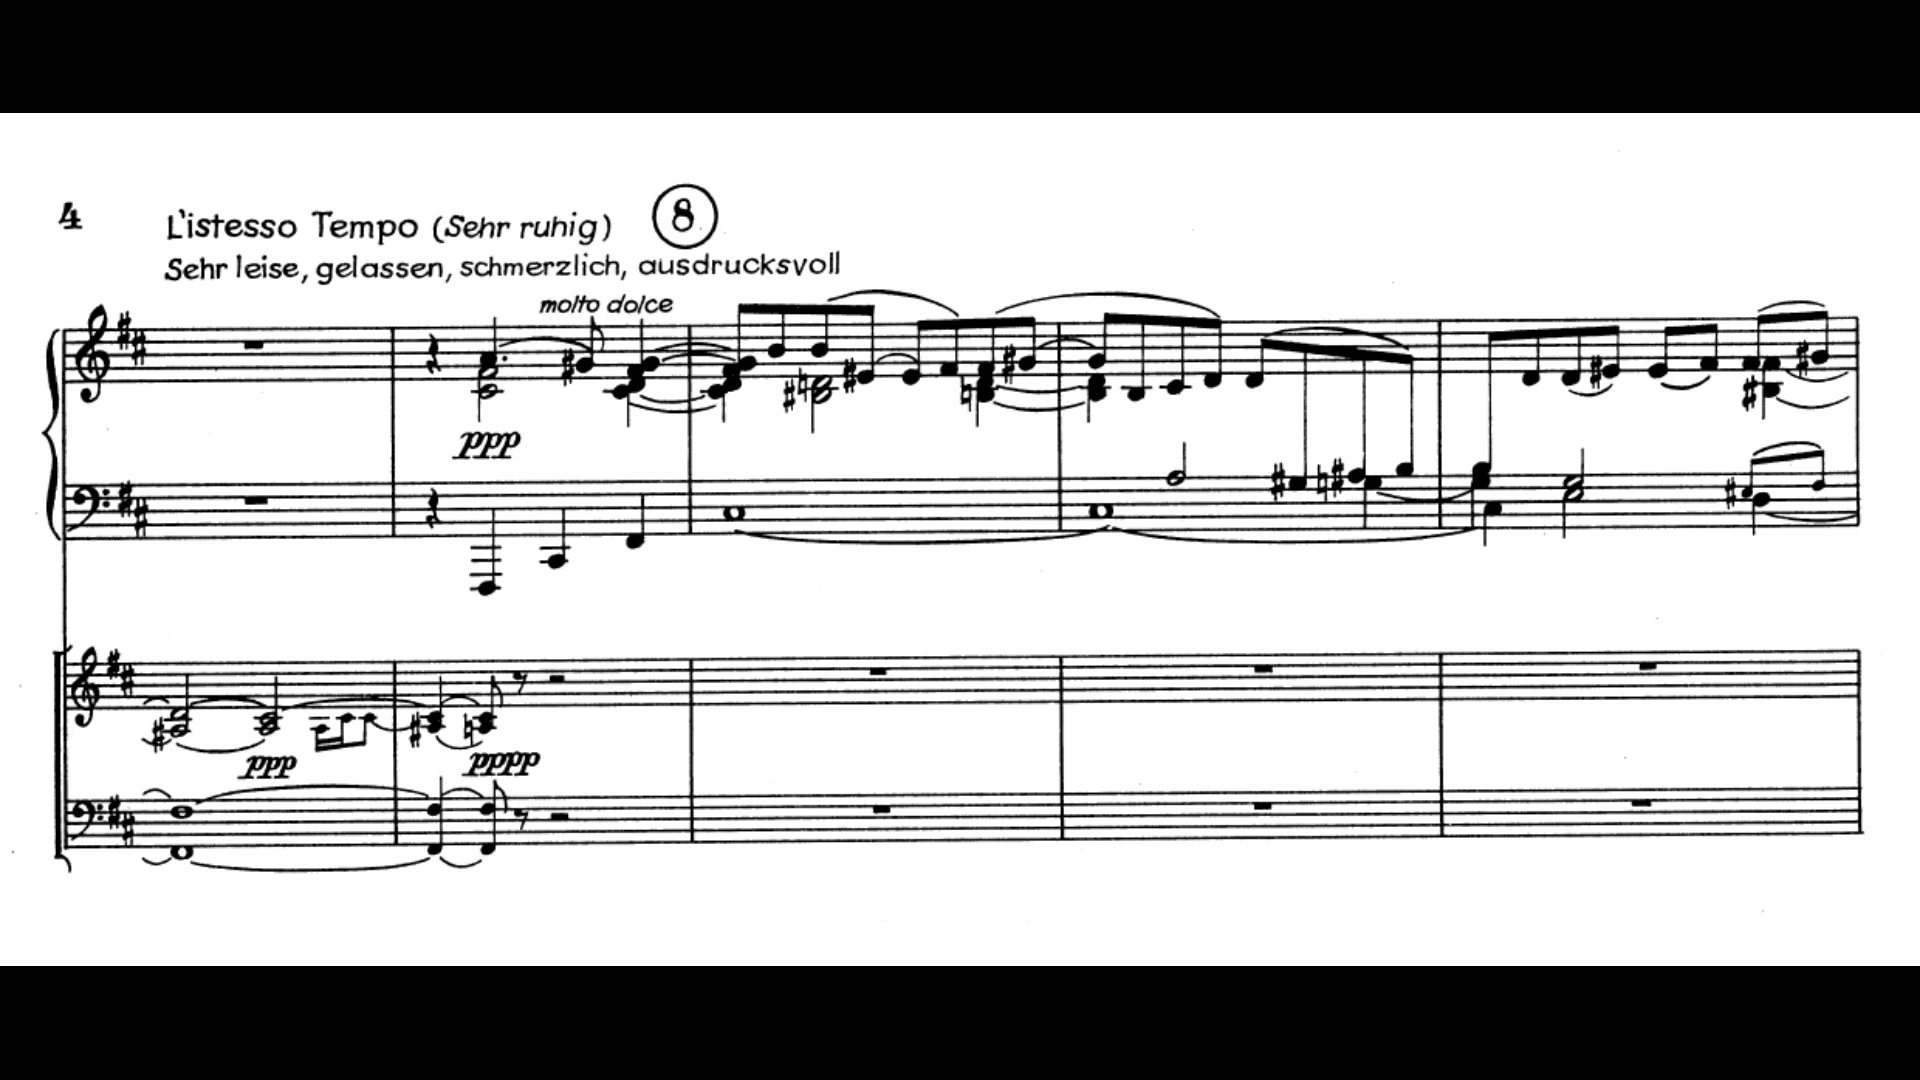 4
L'istesso Tempo (Sehr ruhig) 8
Sehr leise, gelassen, schmerzlich, ausdrucksvoll
molto dolce
ppp
ppp
pppp